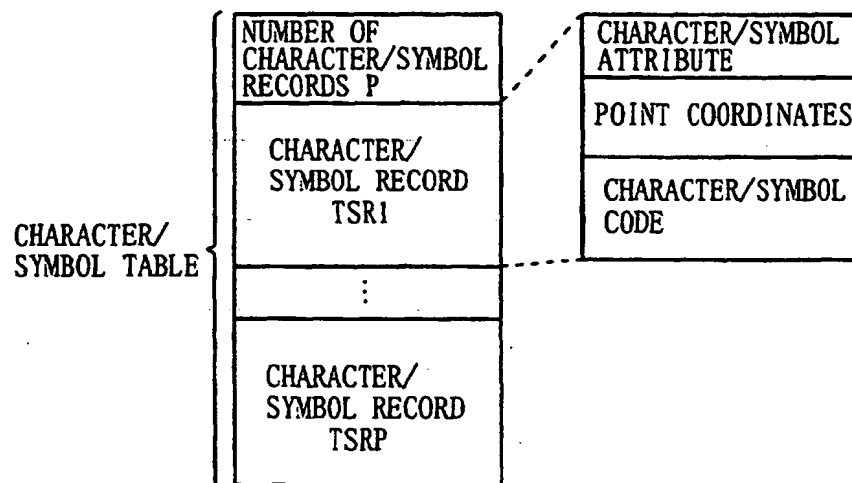 NUMBER OF
CHARACTER/SYMBOL
RECORDS P
CHARACTER/
SYMBOL RECORD
TSR1
⋮
CHARACTER/
SYMBOL RECORD
TSRP
CHARACTER/
SYMBOL TABLE
CHARACTER/SYMBOL
ATTRIBUTE
POINT COORDINATES
CHARACTER/SYMBOL
CODE